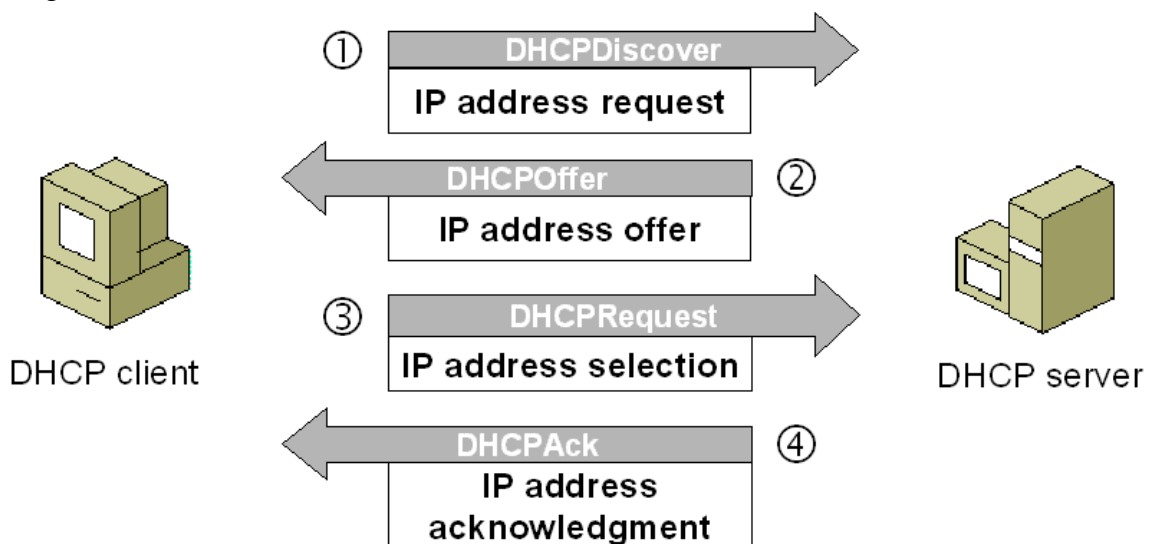 ① DHCPDiscover
IP address request
DHCPOffer ②
IP address offer
③ DHCPRequest
IP address selection
DHCP client
DHCP server
DHCPAck ④
IP address
acknowledgment